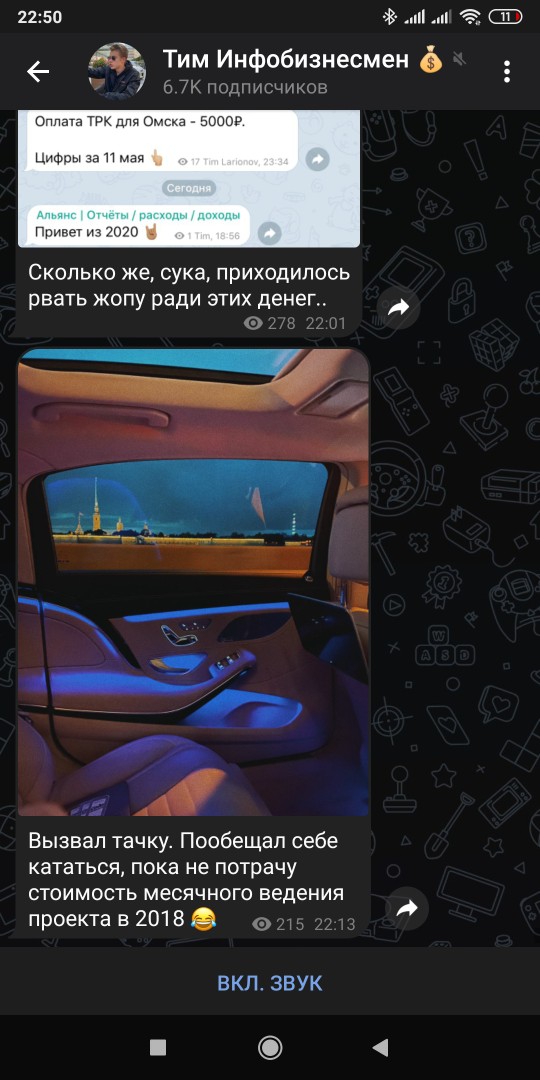 22:50
11
Тим Инфобизнесмен 💰
6.7K подписчиков
Оплата ТРК для Омска - 5000₽.
Цифры за 11 мая 👆🏼
17 Tim Larionov, 23:34
Сегодня
Альянс | Отчёты / расходы / доходы
Привет из 2020 🤘🏼
1 Tim, 18:56
Сколько же, сука, приходилось
рвать жопу ради этих денег..
278 22:01
Вызвал тачку. Пообещал себе
кататься, пока не потрачу
стоимость месячного ведения
проекта в 2018 😂
215 22:13
ВКЛ. ЗВУК